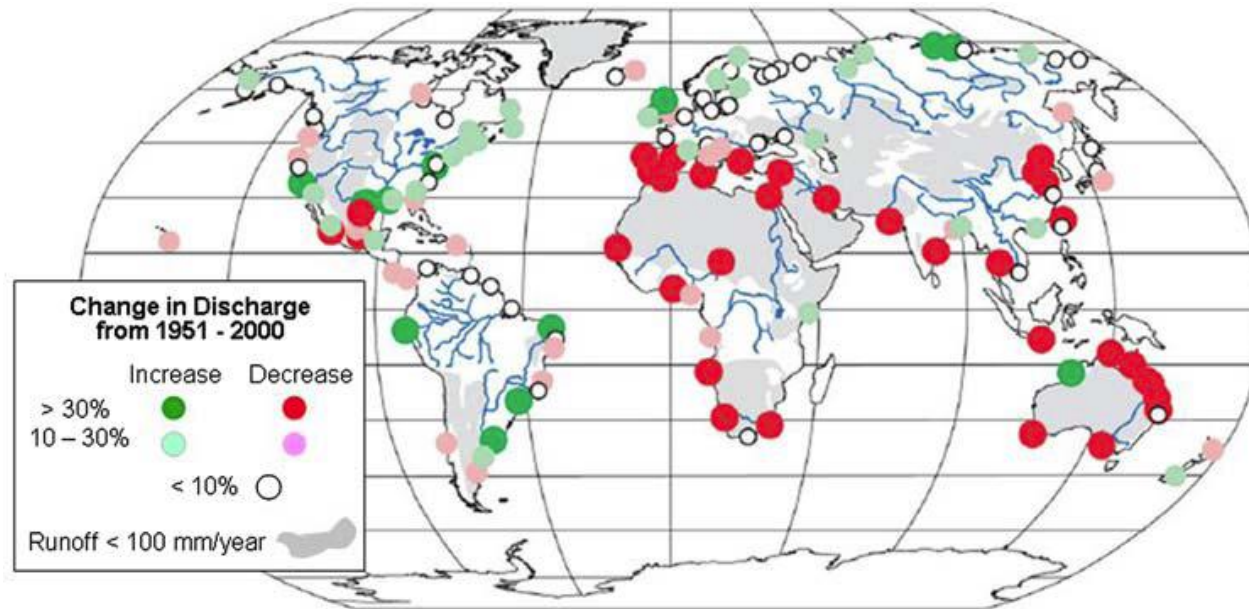 Change in Discharge
from 1951 - 2000
Increase Decrease
> 30%
10 – 30%
< 10%
Runoff < 100 mm/year